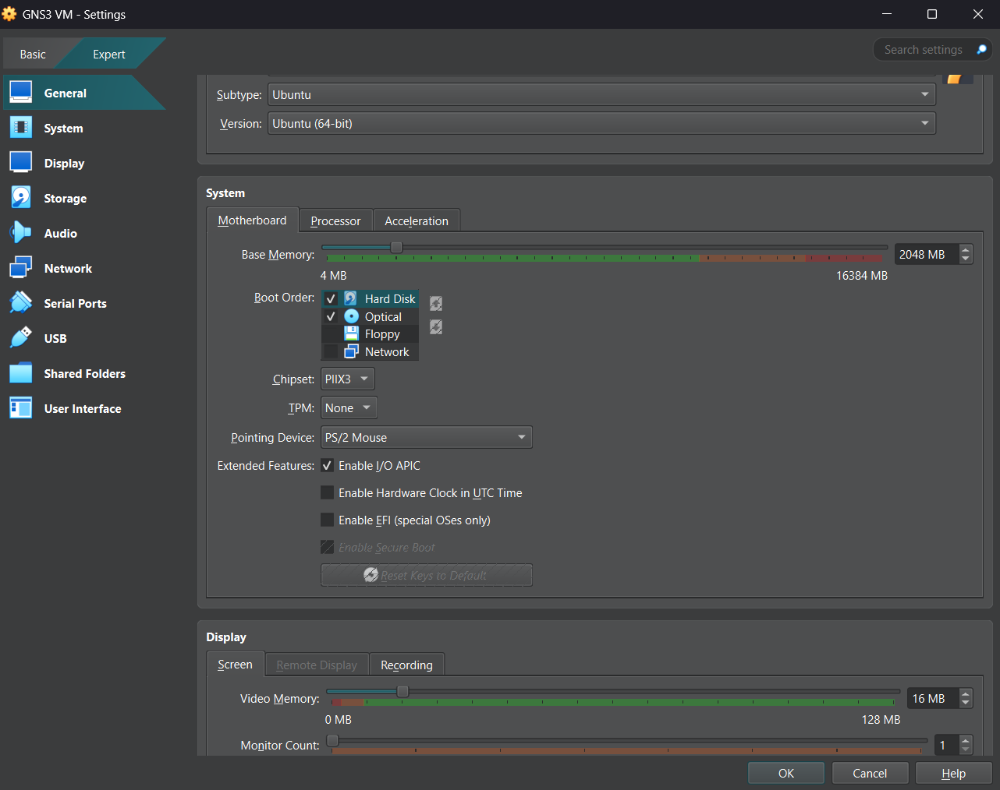 GNS3 VM - Settings
Basic
Expert
Search settings
General
System
Display
Storage
Audio
Network
Serial Ports
USB
Shared Folders
User Interface
Subtype: Ubuntu
Version: Ubuntu (64-bit)
System
Motherboard Processor Acceleration
Base Memory: 2048 MB
4 MB 16384 MB
Boot Order: Hard Disk
Optical
Floppy
Network
Chipset: PIIX3
TPM: None
Pointing Device: PS/2 Mouse
Extended Features: Enable I/O APIC
Enable Hardware Clock in UTC Time
Enable EFI (special OSes only)
Enable Secure Boot
Reset Keys to Default
Display
Screen Remote Display Recording
Video Memory: 16 MB
0 MB 128 MB
Monitor Count: 1
OK Cancel Help